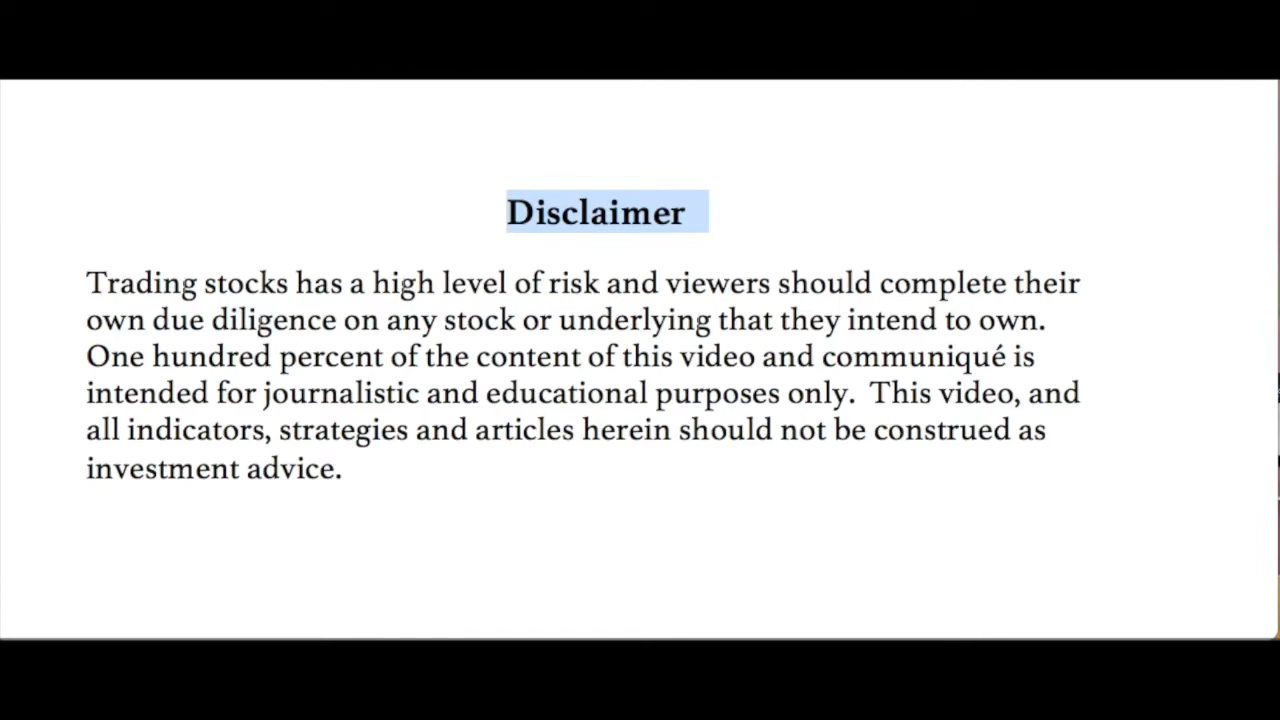 Disclaimer
Trading stocks has a high level of risk and viewers should complete their
own due diligence on any stock or underlying that they intend to own.
One hundred percent of the content of this video and communiqué is
intended for journalistic and educational purposes only.  This video, and
all indicators, strategies and articles herein should not be construed as
investment advice.